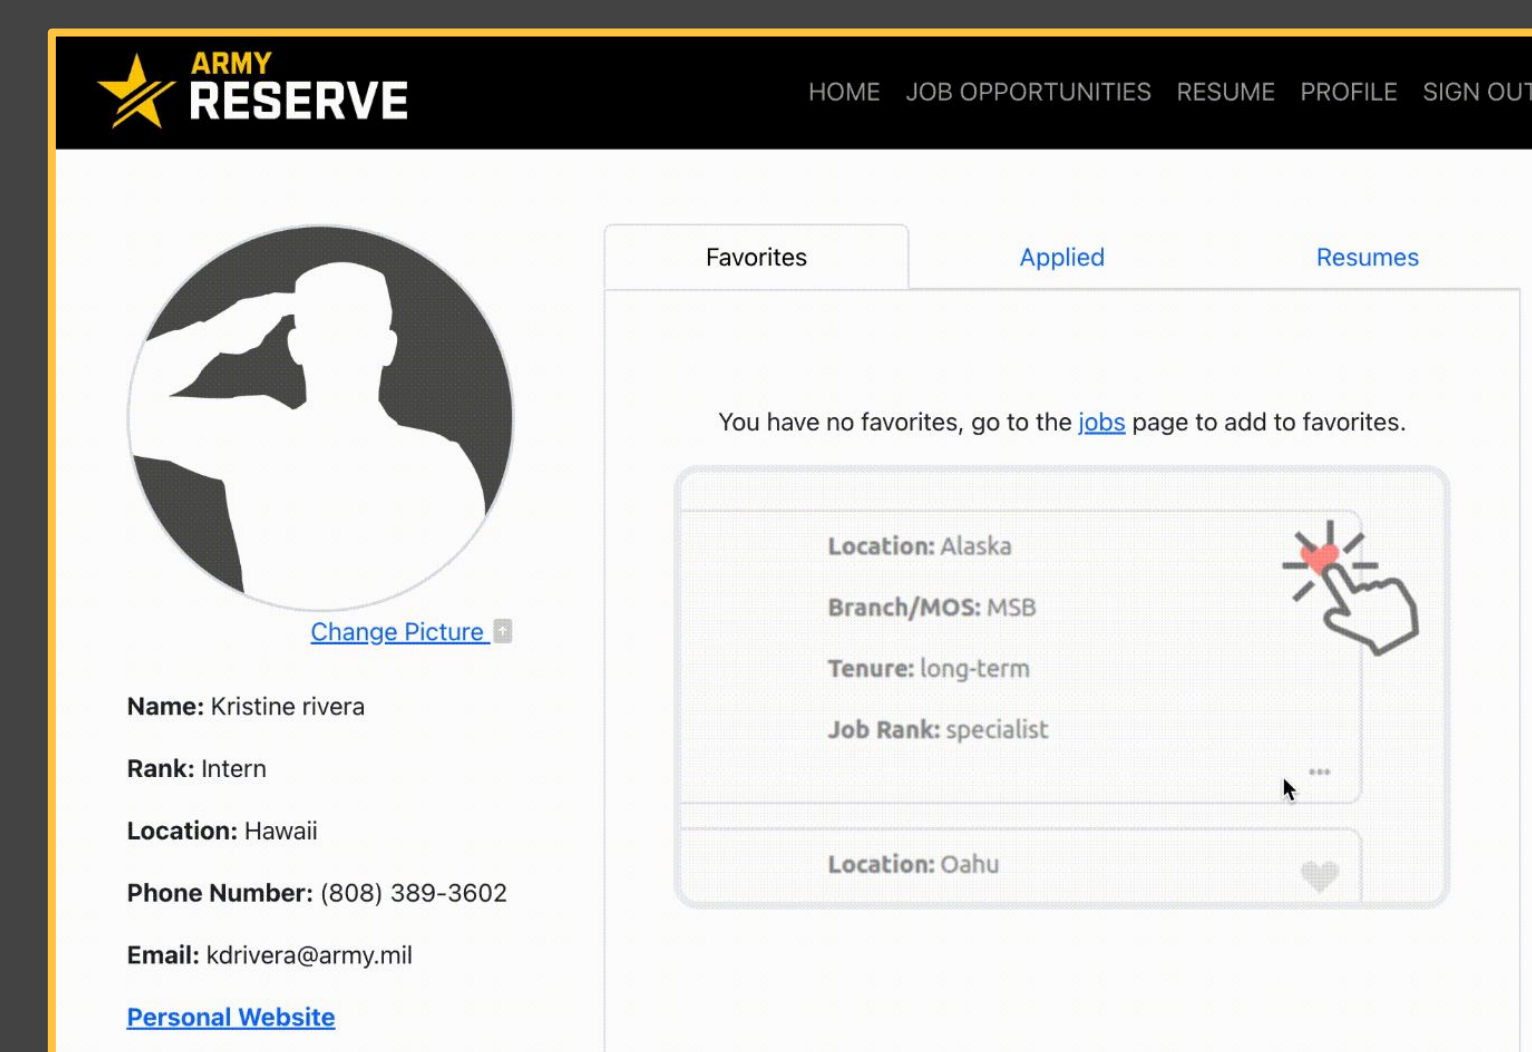 ARMY
RESERVE
HOME JOB OPPORTUNITIES RESUME PROFILE SIGN OUT
Favorites Applied Resumes
You have no favorites, go to the jobs page to add to favorites.
Location: Alaska
Branch/MOS: MSB
Tenure: long-term
Job Rank: specialist
...
Location: Oahu
Change Picture
Name: Kristine rivera
Rank: Intern
Location: Hawaii
Phone Number: (808) 389-3602
Email: kdrivera@army.mil
Personal Website